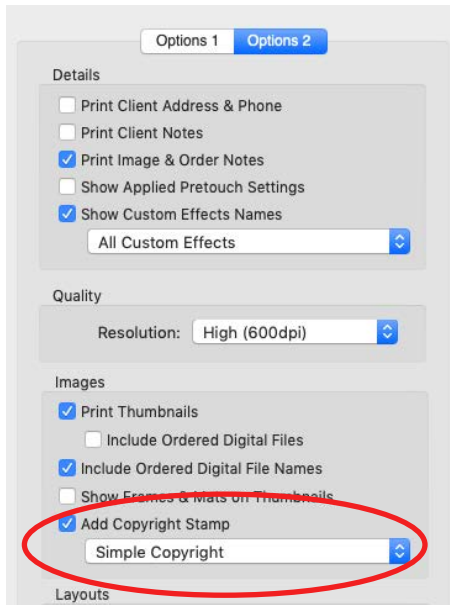 Options 1 Options 2
Details
Print Client Address & Phone
Print Client Notes
Print Image & Order Notes
Show Applied Pretouch Settings
Show Custom Effects Names
All Custom Effects
Quality
Resolution: High (600dpi)
Images
Print Thumbnails
Include Ordered Digital Files
Include Ordered Digital File Names
Show Frames & Mats on Thumbnails
Add Copyright Stamp
Simple Copyright
Layouts